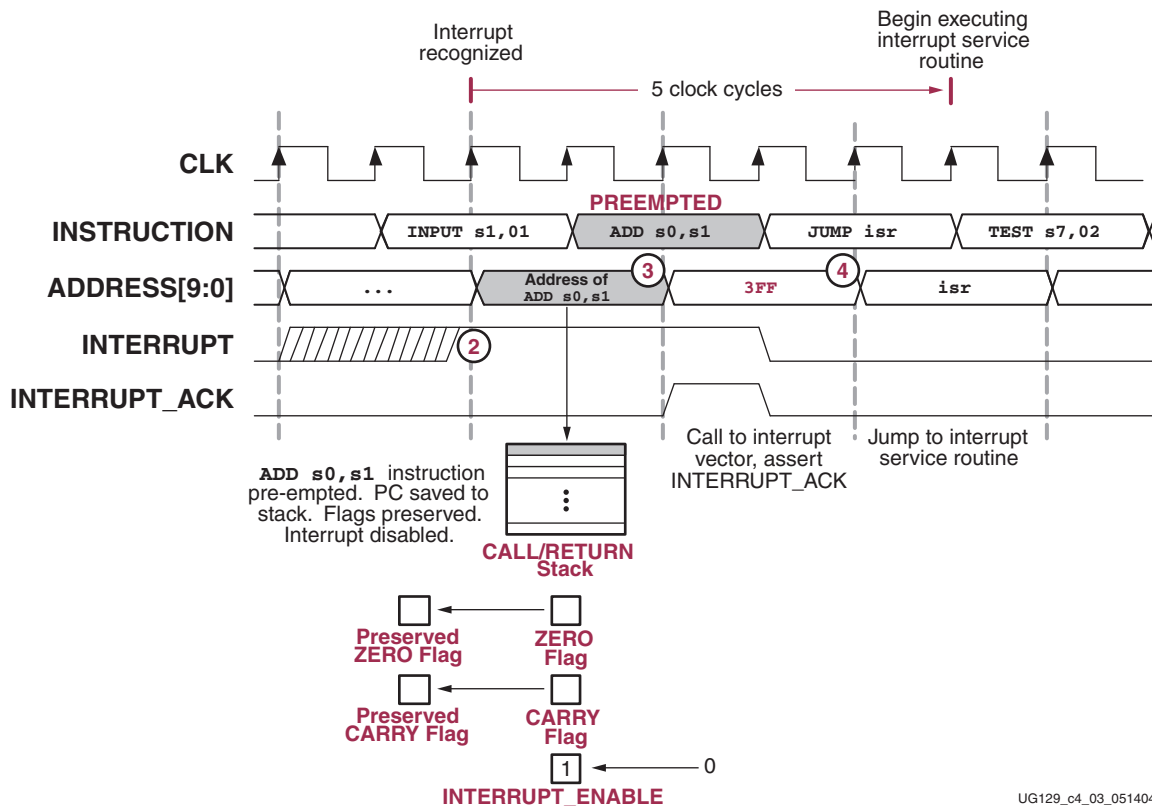 Interrupt
recognized
Begin executing
interrupt service
routine
5 clock cycles
CLK
PREEMPTED
INSTRUCTION
INPUT s1,01
ADD s0,s1
JUMP isr
TEST s7,02
ADDRESS[9:0]
...
Address of
ADD s0,s1
3
3FF
4
isr
INTERRUPT
2
INTERRUPT_ACK
ADD s0,s1 instruction
pre-empted. PC saved to
stack. Flags preserved.
Interrupt disabled.
Call to interrupt
vector, assert
INTERRUPT_ACK
Jump to interrupt
service routine
CALL/RETURN
Stack
Preserved
ZERO Flag
ZERO
Flag
Preserved
CARRY Flag
CARRY
Flag
1
0
INTERRUPT_ENABLE
UG129_c4_03_051404